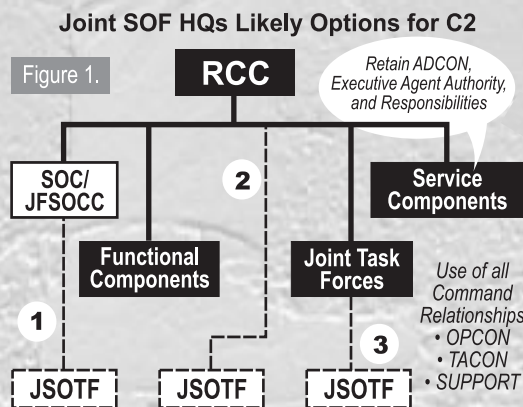 Joint SOF HQs Likely Options for C2
Figure 1.
RCC
Retain ADCON,
Executive Agent Authority,
and Responsibilities
SOC/
JFSOCC
2
Service
Components
Functional
Components
Joint Task
Forces
Use of all
Command
Relationships
• OPCON
• TACON
• SUPPORT
1
3
JSOTF
JSOTF
JSOTF